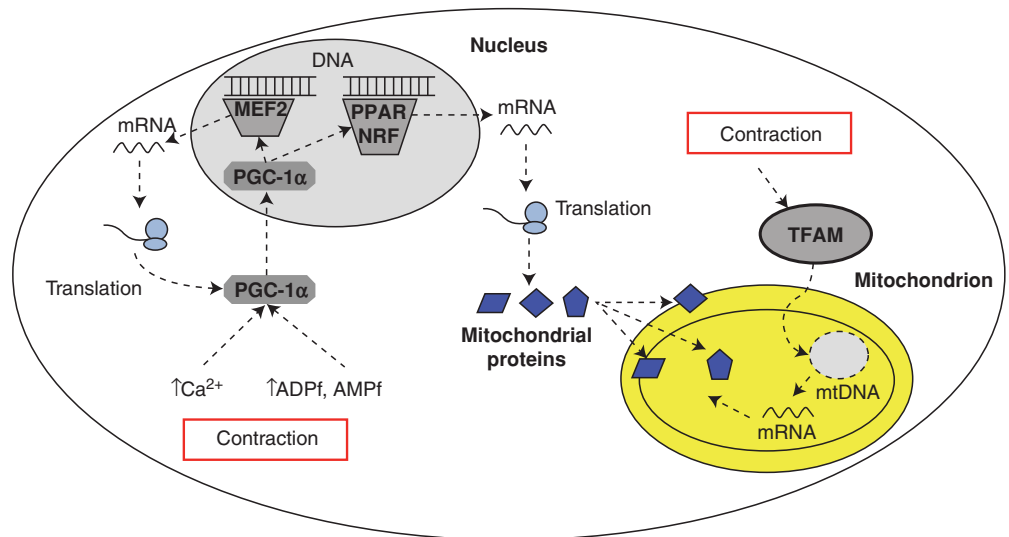 Nucleus
DNA
MEF2
PPAR
NRF
mRNA
mRNA
PGC-1α
Contraction
Translation
TFAM
Translation
PGC-1α
Mitochondrion
Mitochondrial
proteins
↑Ca²⁺
↑ADPf, AMPf
mtDNA
mRNA
Contraction